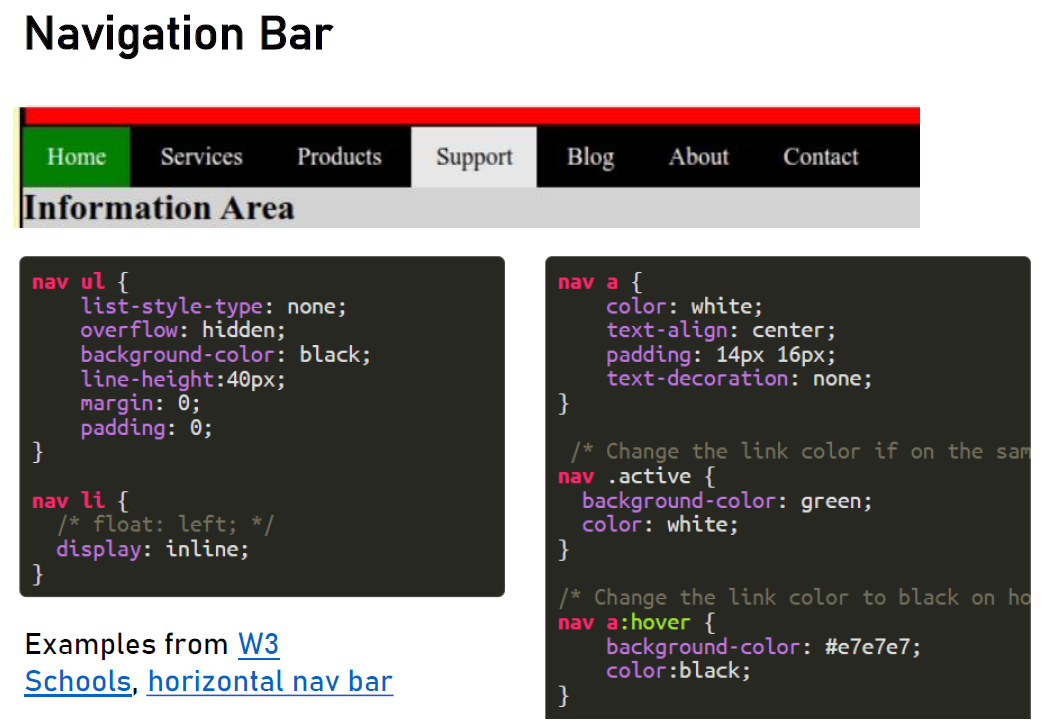 Navigation Bar
Home Services Products Support Blog About Contact
Information Area
nav ul {
    list-style-type: none;
    overflow: hidden;
    background-color: black;
    line-height:40px;
    margin: 0;
    padding: 0;
}
nav li {
  /* float: left; */
  display: inline;
}
Examples from W3
Schools, horizontal nav bar
nav a {
    color: white;
    text-align: center;
    padding: 14px 16px;
    text-decoration: none;
}
 /* Change the link color if on the sam
nav .active {
  background-color: green;
  color: white;
}
/* Change the link color to black on ho
nav a:hover {
    background-color: #e7e7e7;
    color:black;
}